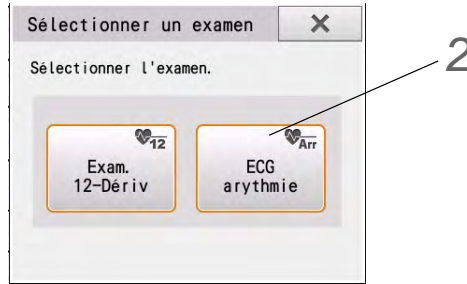 Sélectionner un examen
Sélectionner l'examen.
12
Exam.
12-Dériv
Arr
ECG
arythmie
2